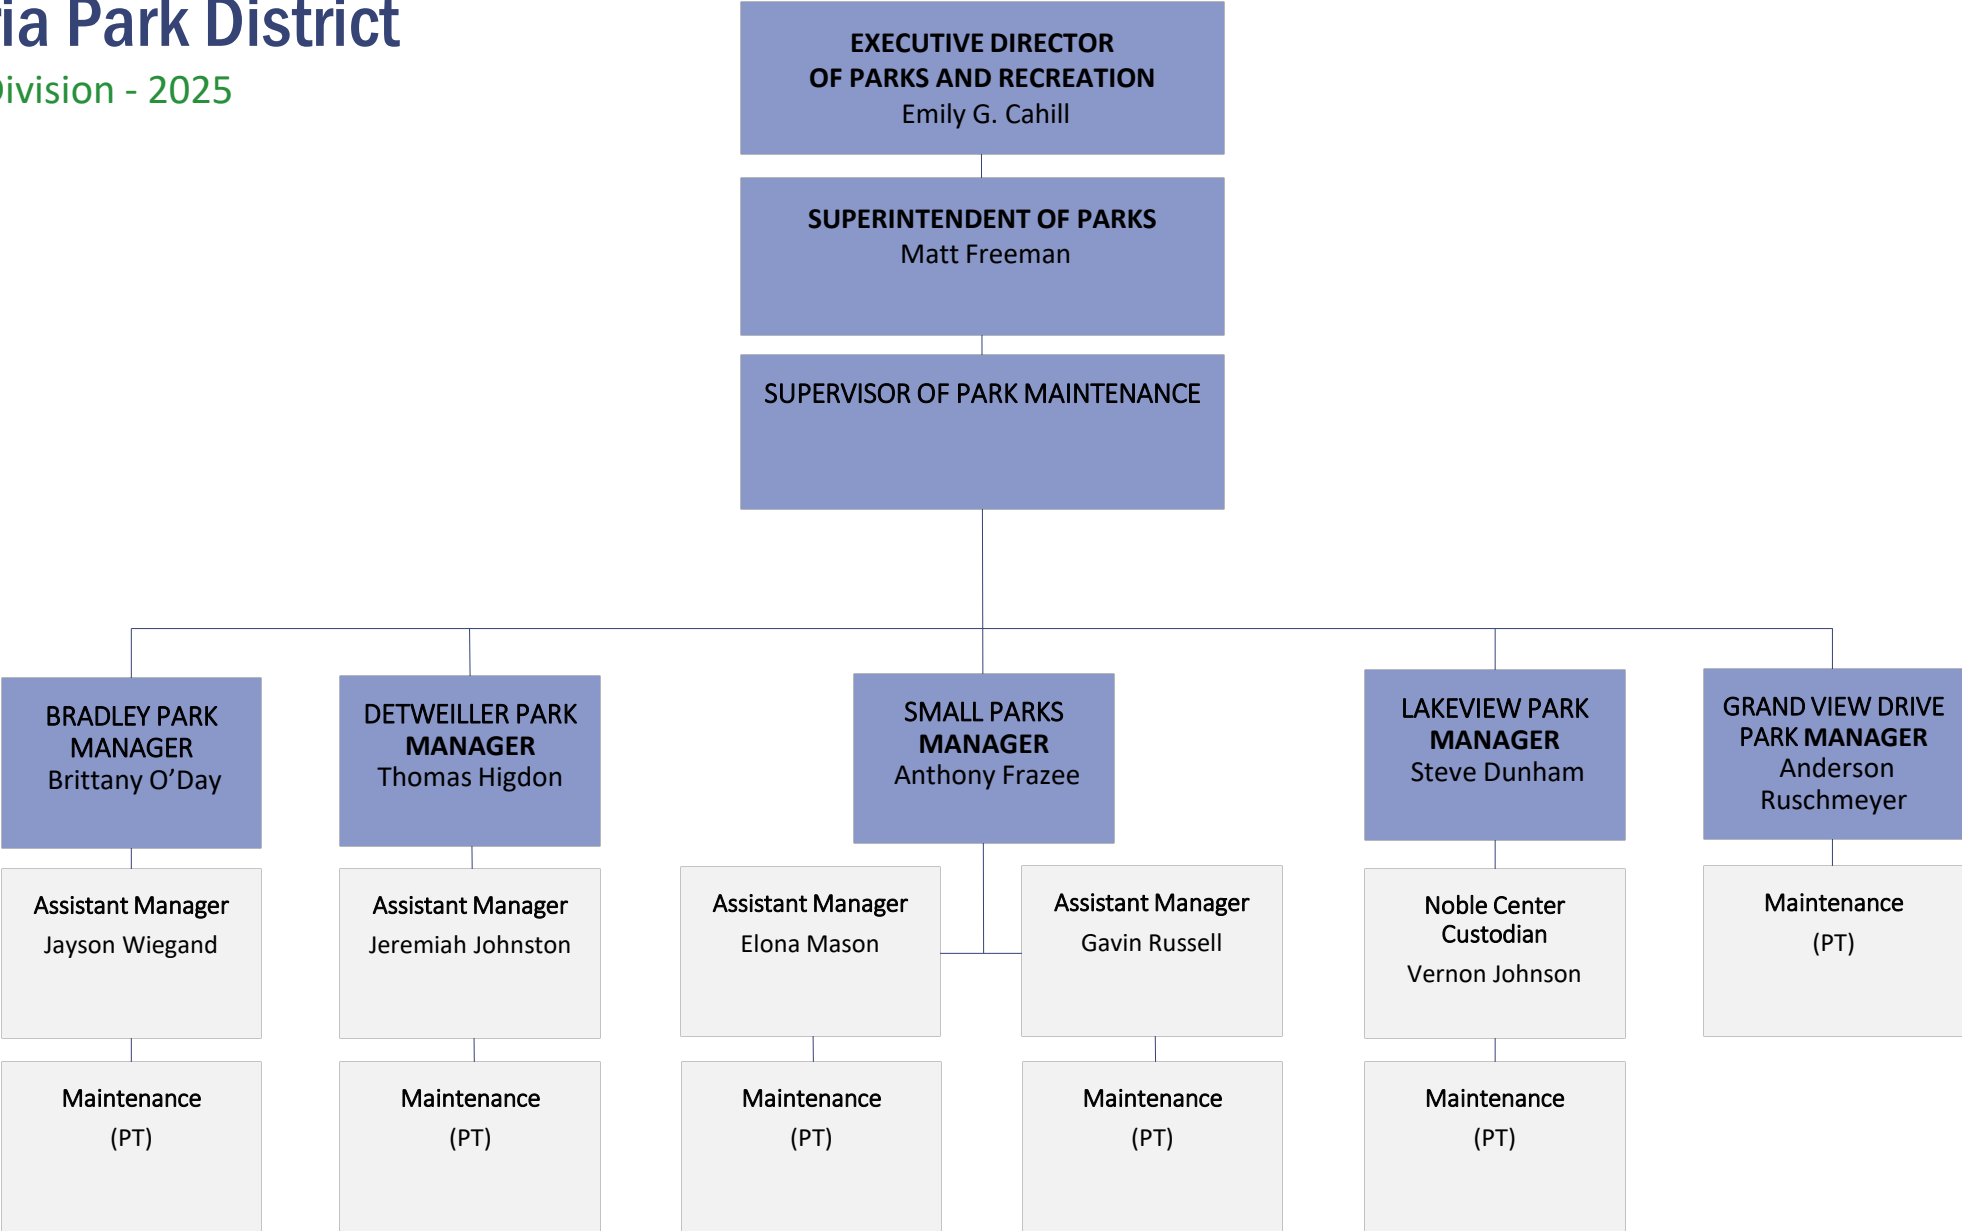 ia Park District
Division - 2025
EXECUTIVE DIRECTOR
OF PARKS AND RECREATION
Emily G. Cahill
SUPERINTENDENT OF PARKS
Matt Freeman
SUPERVISOR OF PARK MAINTENANCE
BRADLEY PARK
MANAGER
Brittany O’Day
DETWEILLER PARK
MANAGER
Thomas Higdon
SMALL PARKS
MANAGER
Anthony Frazee
LAKEVIEW PARK
MANAGER
Steve Dunham
GRAND VIEW DRIVE
PARK MANAGER
Anderson
Ruschmeyer
Assistant Manager
Jayson Wiegand
Assistant Manager
Jeremiah Johnston
Assistant Manager
Elona Mason
Assistant Manager
Gavin Russell
Noble Center
Custodian
Vernon Johnson
Maintenance
(PT)
Maintenance
(PT)
Maintenance
(PT)
Maintenance
(PT)
Maintenance
(PT)
Maintenance
(PT)